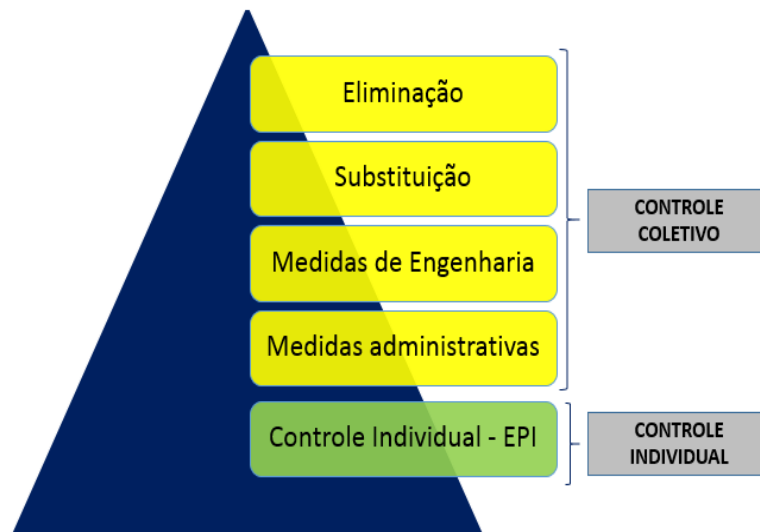 Eliminação
Substituição
Medidas de Engenharia
Medidas administrativas
Controle Individual - EPI
CONTROLE
COLETIVO
CONTROLE
INDIVIDUAL